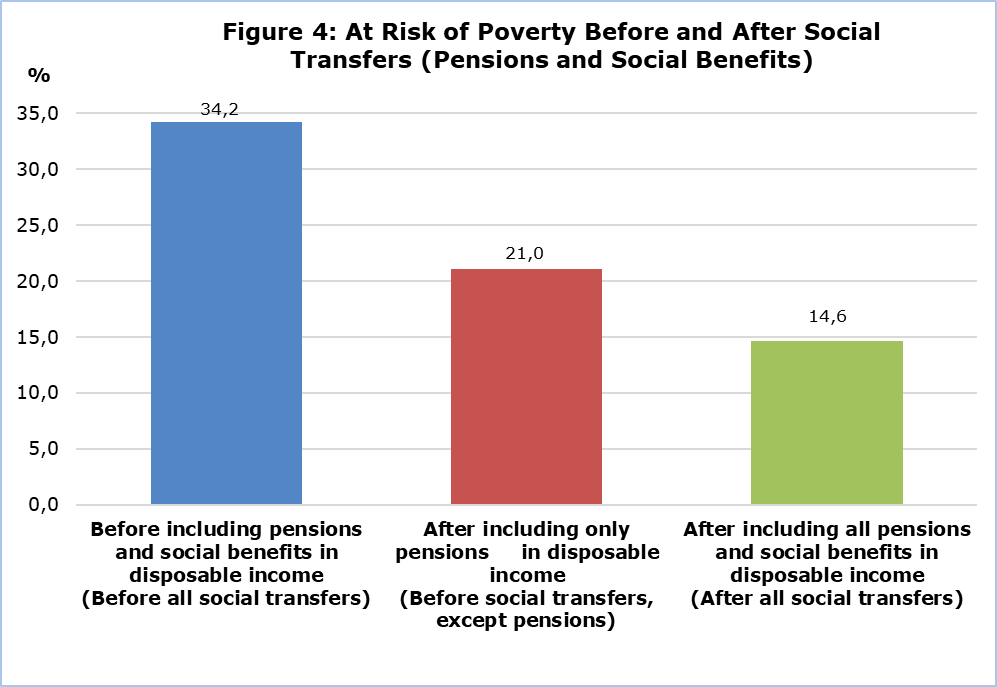 Figure 4: At Risk of Poverty Before and After Social
Transfers (Pensions and Social Benefits)
%
35,0
30,0
25,0
20,0
15,0
10,0
5,0
0,0
34,2
21,0
14,6
Before including pensions
and social benefits in
disposable income
(Before all social transfers)
After including only
pensions in disposable
income
(Before social transfers,
except pensions)
After including all pensions
and social benefits in
disposable income
(After all social transfers)